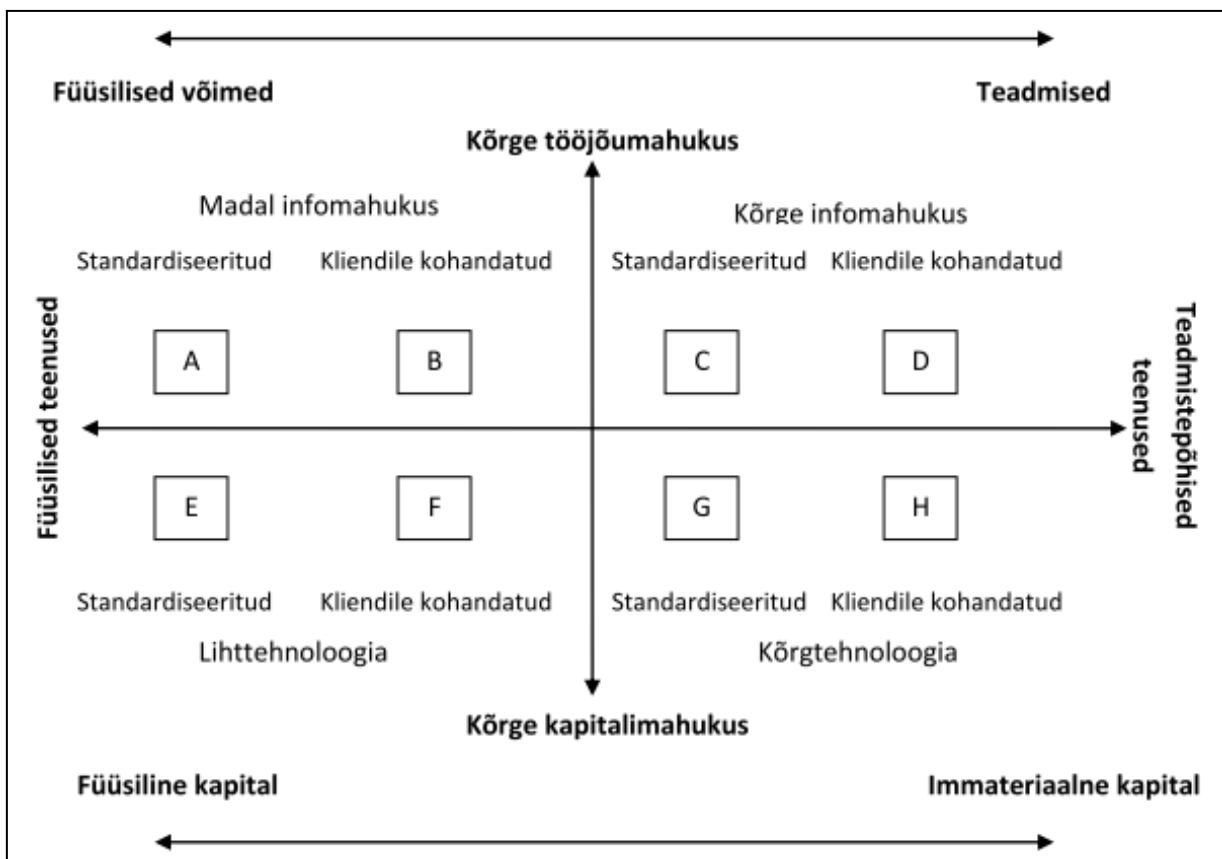 Füüsilised võimed
Teadmised
Kõrge tööjõumahukus
Madal infomahukus
Kõrge infomahukus
Standardiseeritud
Kliendile kohandatud
Standardiseeritud
Kliendile kohandatud
Füüsilised teenused
A
B
C
D
Teadmistepõhised
teenused
E
F
G
H
Standardiseeritud
Kliendile kohandatud
Standardiseeritud
Kliendile kohandatud
Lihttehnoloogia
Kõrgtehnoloogia
Kõrge kapitalimahukus
Füüsiline kapital
Immateriaalne kapital